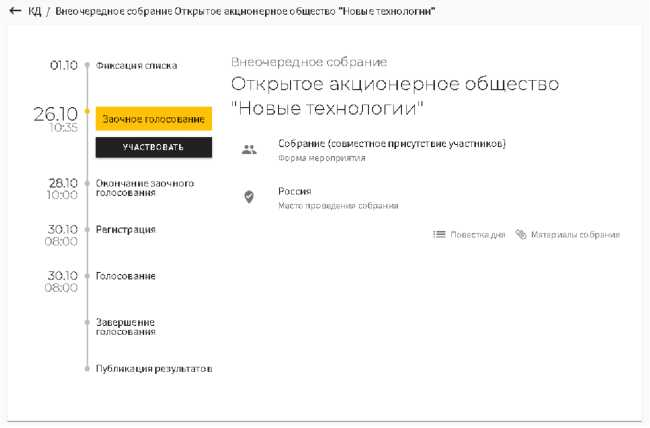 КД / Внеочередное собрание Открытое акционерное общество "Новые технологии"
01.10 Фиксация списка
26.10
10:35
Заочное голосование
УЧАСТВОВАТЬ
28.10
10:00
Окончание заочного
голосования
30.10
08:00
Регистрация
30.10
08:00
Голосование
Завершение
голосования
Публикация результатов
Внеочередное собрание
Открытое акционерное общество
"Новые технологии"
Собрание (совместное присутствие участников)
Форма мероприятия
Россия
Место проведения собрания
Повестка дня
Материалы собрания